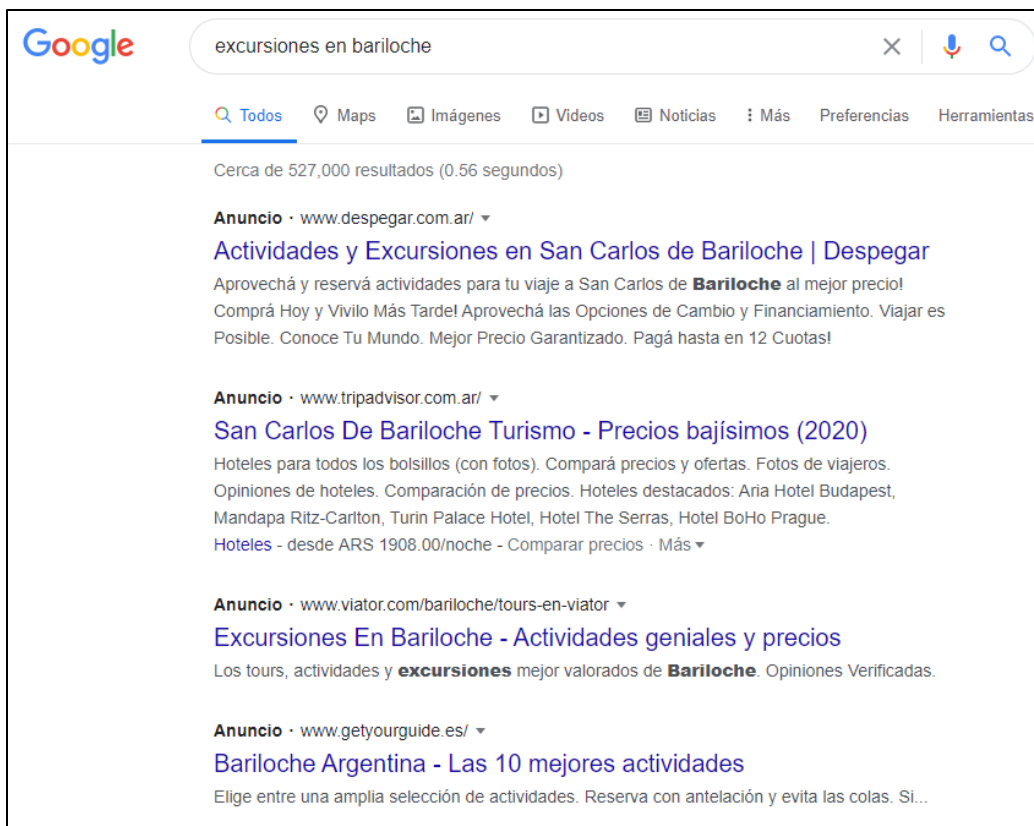 Google
excursiones en bariloche
Todos Maps Imágenes Videos Noticias Más Preferencias Herramientas
Cerca de 527,000 resultados (0.56 segundos)
Anuncio · www.despegar.com.ar/
Actividades y Excursiones en San Carlos de Bariloche | Despegar
Aprovechá y reservá actividades para tu viaje a San Carlos de Bariloche al mejor precio!
Comprá Hoy y Vivilo Más Tarde! Aprovechá las Opciones de Cambio y Financiamiento. Viajar es
Posible. Conoce Tu Mundo. Mejor Precio Garantizado. Pagá hasta en 12 Cuotas!
Anuncio · www.tripadvisor.com.ar/
San Carlos De Bariloche Turismo - Precios bajísimos (2020)
Hoteles para todos los bolsillos (con fotos). Compará precios y ofertas. Fotos de viajeros.
Opiniones de hoteles. Comparación de precios. Hoteles destacados: Aria Hotel Budapest,
Mandapa Ritz-Carlton, Turin Palace Hotel, Hotel The Serras, Hotel BoHo Prague.
Hoteles - desde ARS 1908.00/noche - Comparar precios · Más
Anuncio · www.viator.com/bariloche/tours-en-viator
Excursiones En Bariloche - Actividades geniales y precios
Los tours, actividades y excursiones mejor valorados de Bariloche. Opiniones Verificadas.
Anuncio · www.getyourguide.es/
Bariloche Argentina - Las 10 mejores actividades
Elige entre una amplia selección de actividades. Reserva con antelación y evita las colas. Si...